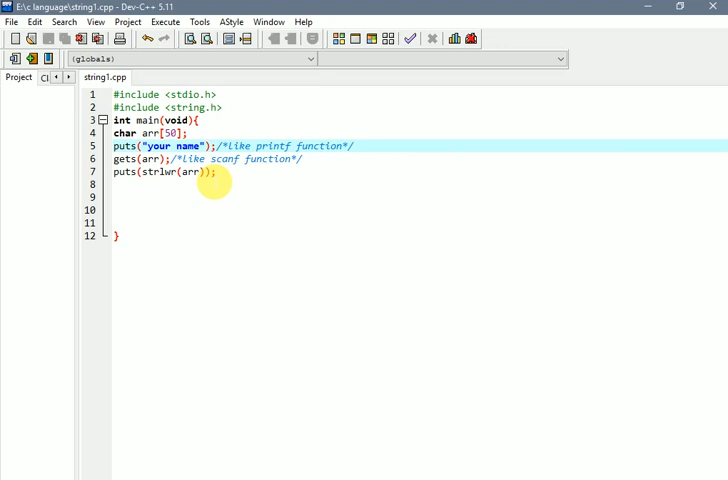 E:\c language\string1.cpp - Dev-C++ 5.11
File Edit Search View Project Execute Tools AStyle Window Help
(globals)
Project Cl string1.cpp
1 #include <stdio.h>
2 #include <string.h>
3 int main(void){
4 char arr[50];
5 puts("your name");/*like printf function*/
6 gets(arr);/*like scanf function*/
7 puts(strlwr(arr));
8
9
10
11
12 }